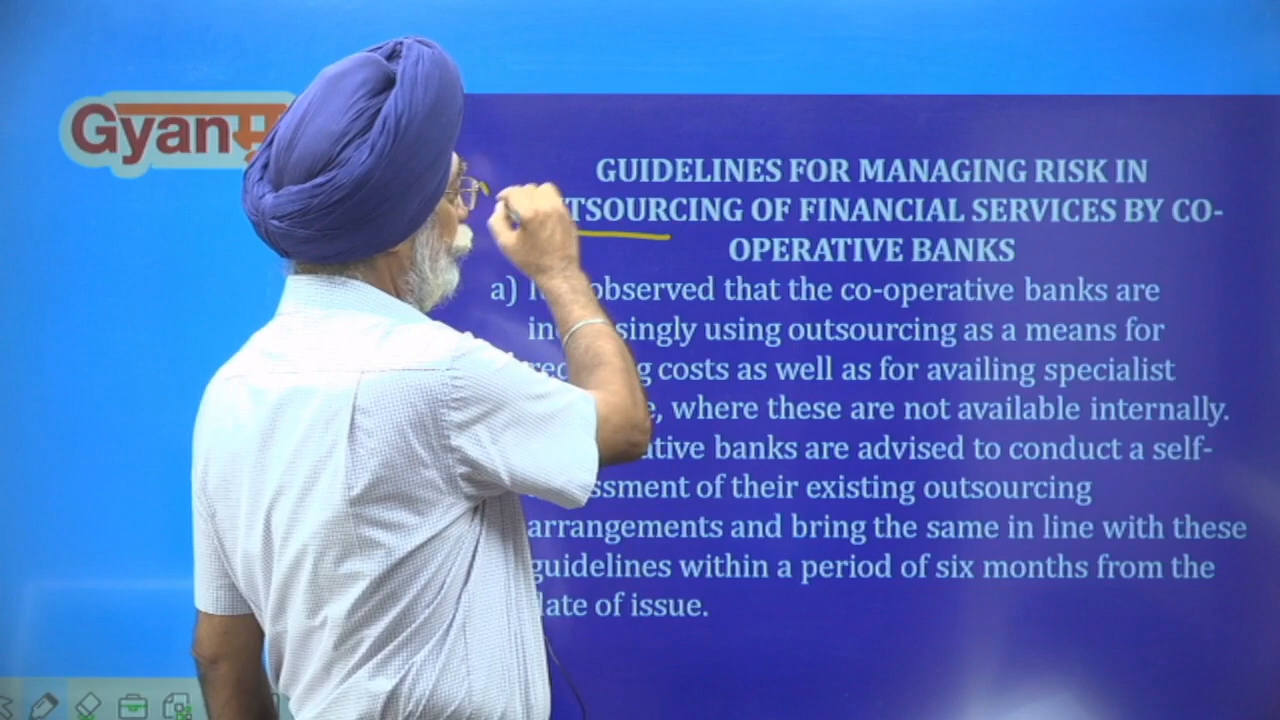 Gyan
GUIDELINES FOR MANAGING RISK IN
TSOURCING OF FINANCIAL SERVICES BY CO-
OPERATIVE BANKS
a) observed that the co-operative banks are
singly using outsourcing as a means for
costs as well as for availing specialist
where these are not available internally.
ative banks are advised to conduct a self-
ssment of their existing outsourcing
arrangements and bring the same in line with these
guidelines within a period of six months from the
date of issue.